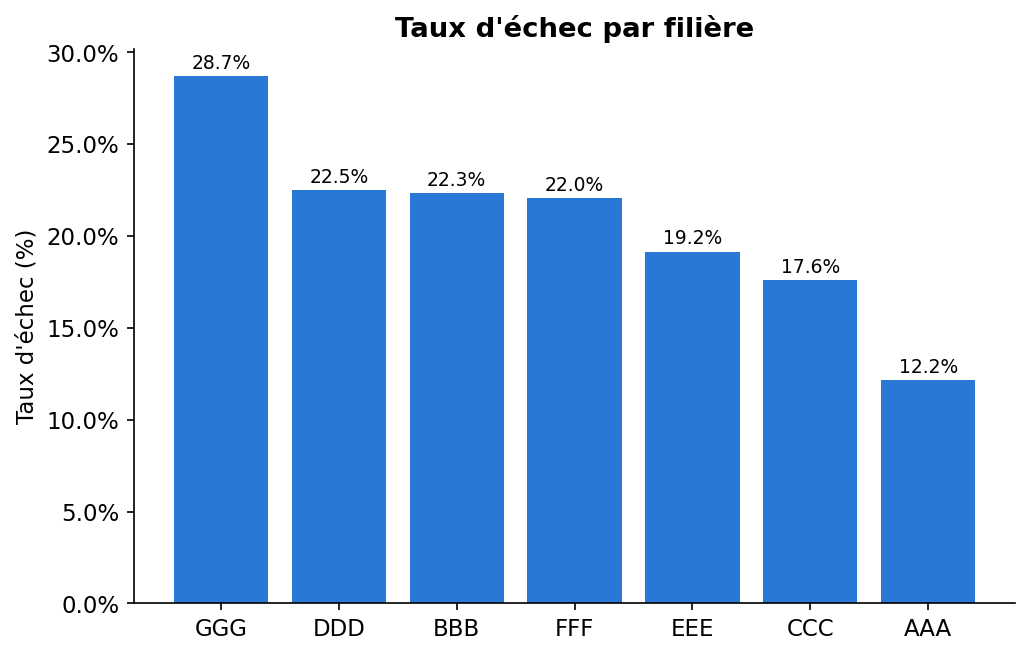 Taux d'échec par filière
30.0%
25.0%
20.0%
15.0%
10.0%
5.0%
0.0%
Taux d'échec (%)
28.7%
22.5%
22.3%
22.0%
19.2%
17.6%
12.2%
GGG
DDD
BBB
FFF
EEE
CCC
AAA